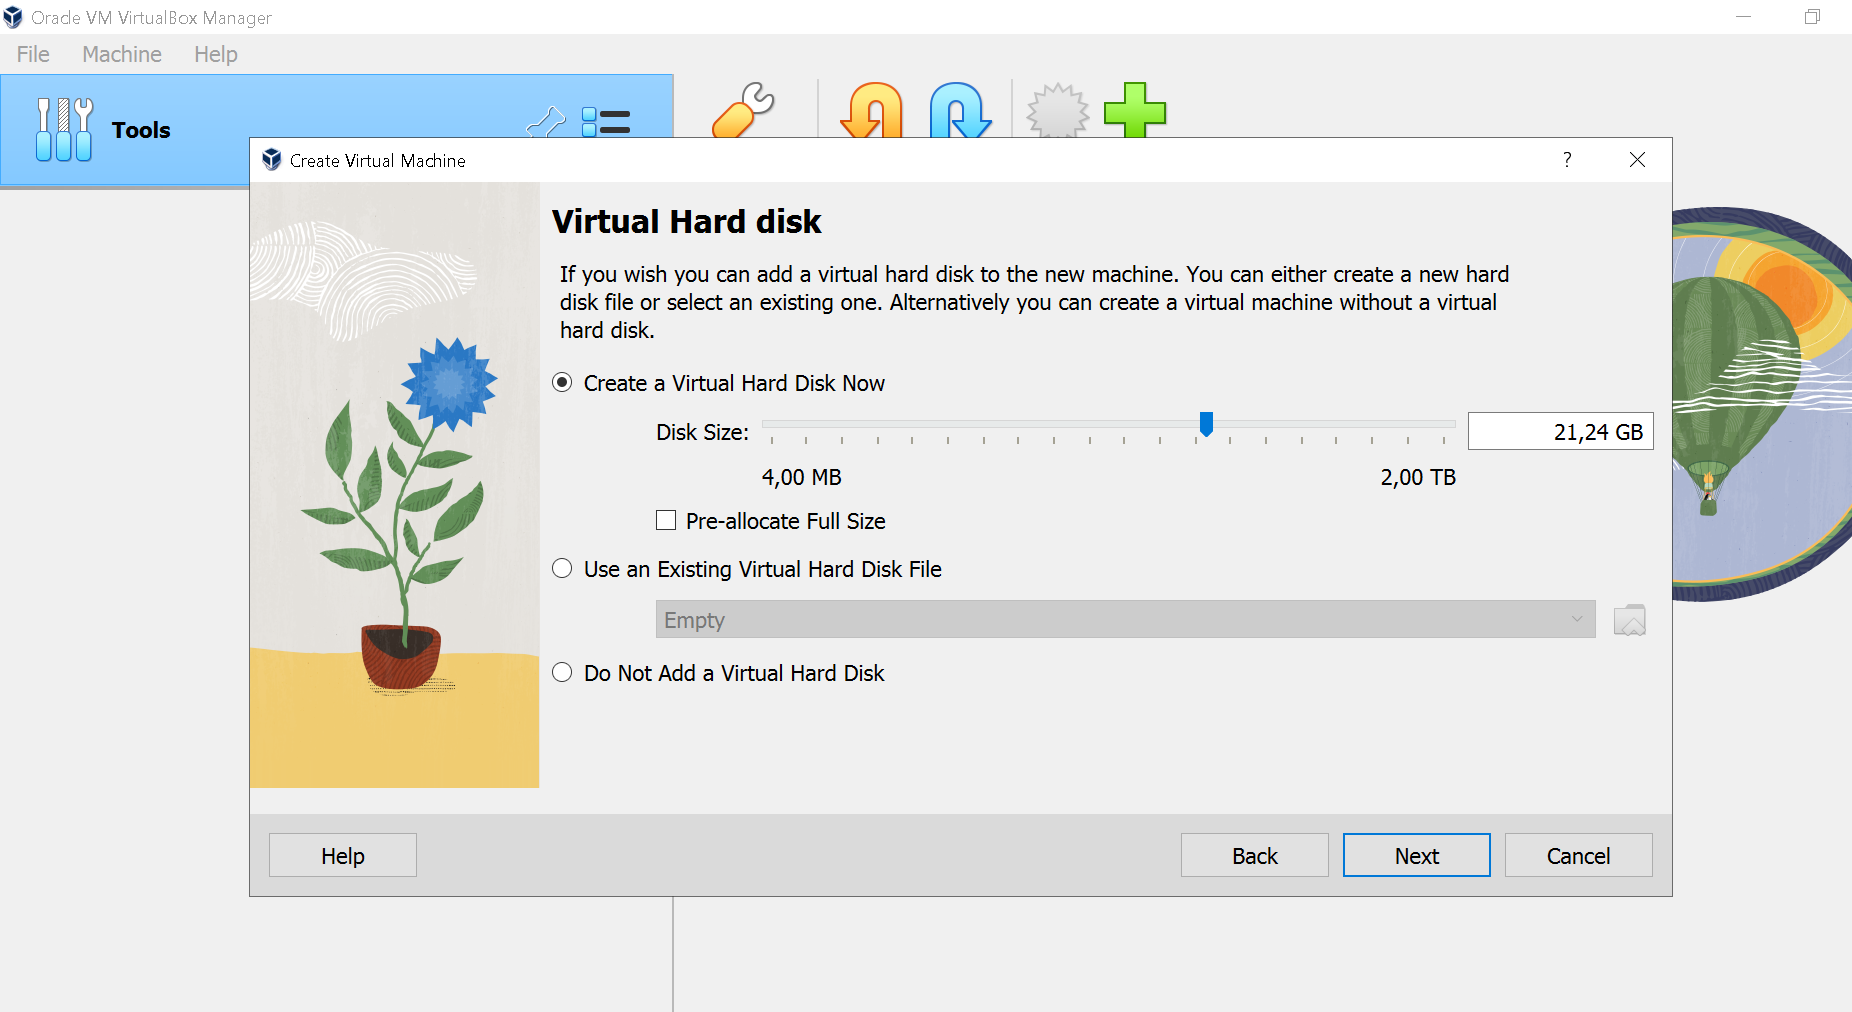 Oracle VM VirtualBox Manager
File Machine Help
Tools
Create Virtual Machine ?
Virtual Hard disk
If you wish you can add a virtual hard disk to the new machine. You can either create a new hard
disk file or select an existing one. Alternatively you can create a virtual machine without a virtual
hard disk.
Create a Virtual Hard Disk Now
Disk Size: 21,24 GB
4,00 MB 2,00 TB
Pre-allocate Full Size
Use an Existing Virtual Hard Disk File
Empty
Do Not Add a Virtual Hard Disk
Help Back Next Cancel